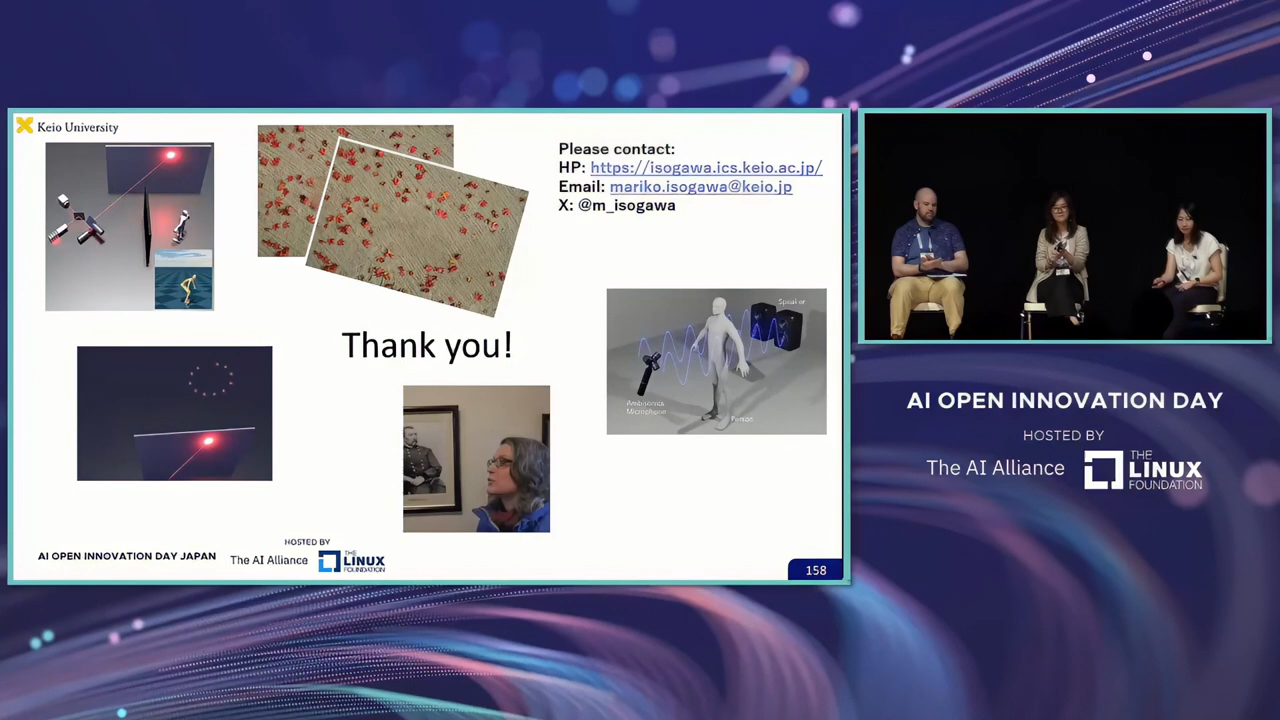 Keio University
Please contact:
HP: https://isogawa.ics.keio.ac.jp/
Email: mariko.isogawa@keio.jp
X: @m_isogawa
Speaker
Thank you!
Ambisonics
Microphone
Person
AI OPEN INNOVATION DAY JAPAN
HOSTED BY
The AI Alliance
THE
LINUX
FOUNDATION
158
AI OPEN INNOVATION DAY
HOSTED BY
The AI Alliance
THE
LINUX
FOUNDATION